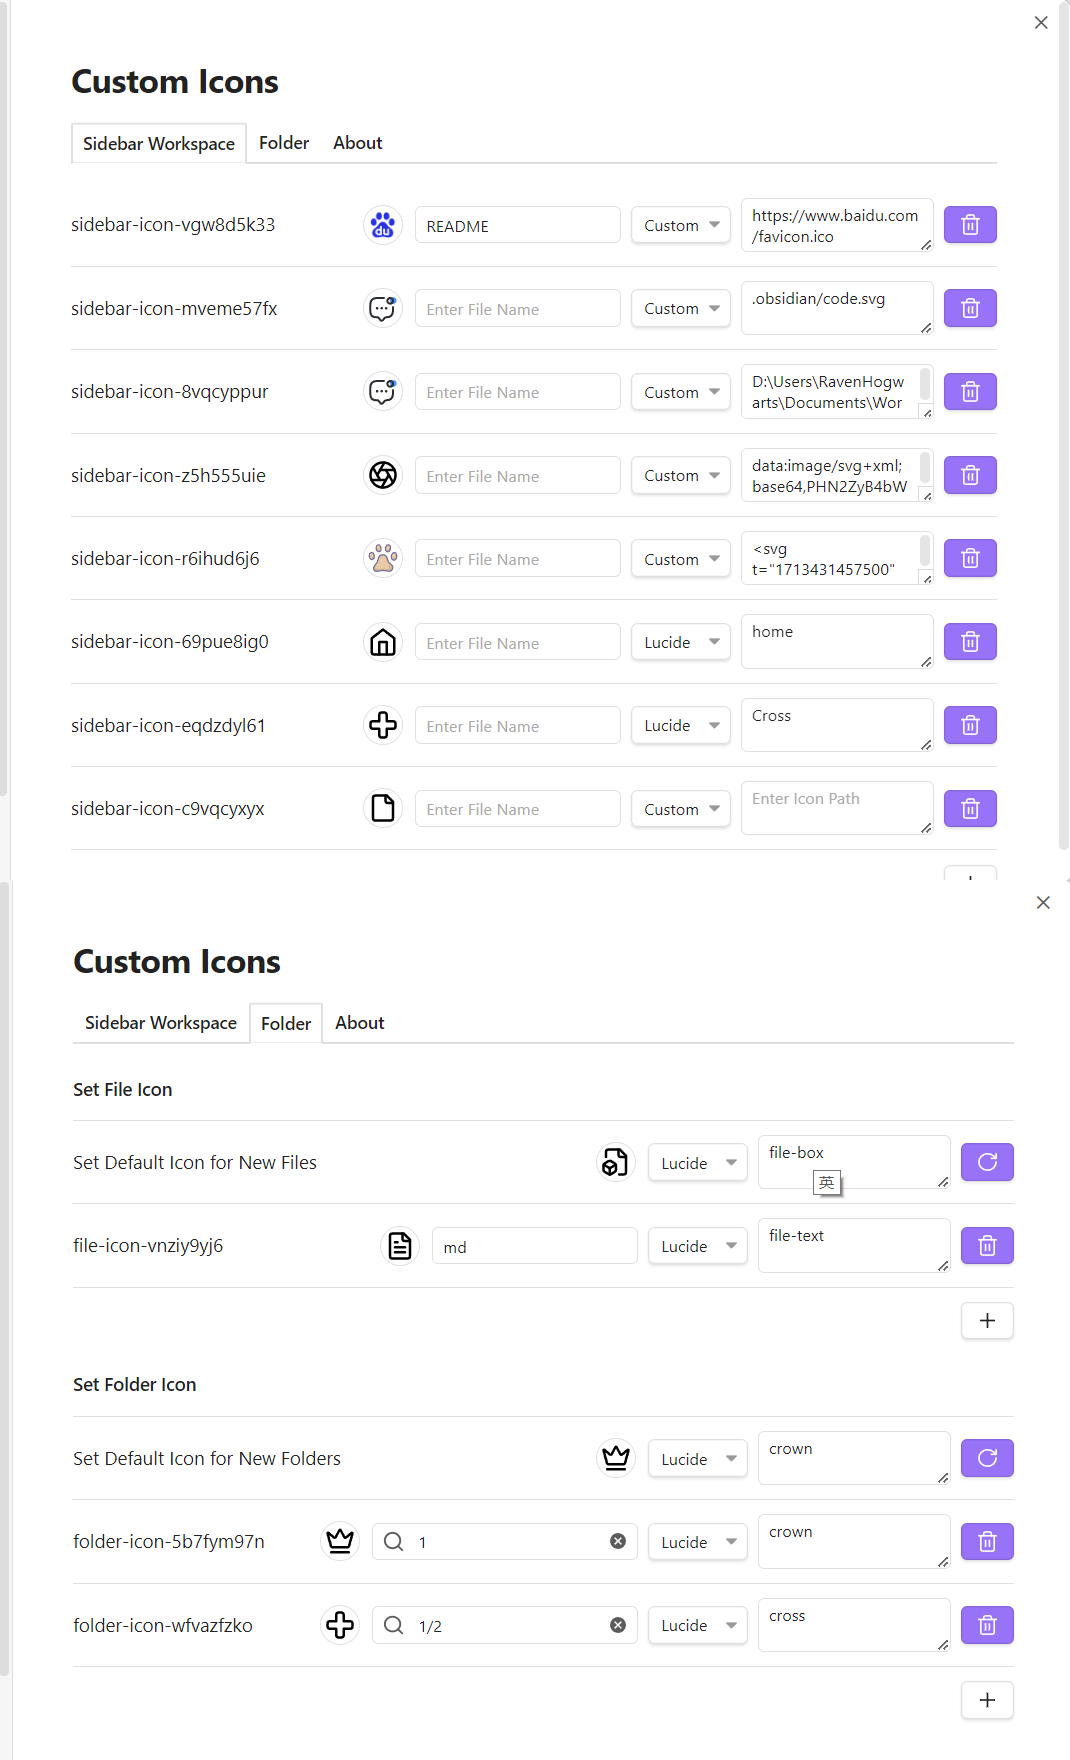 Custom Icons
Sidebar Workspace Folder About
sidebar-icon-vgw8d5k33 du README Custom https://www.baidu.com
/favicon.ico
sidebar-icon-mveme57fx Enter File Name Custom .obsidian/code.svg
sidebar-icon-8vqcyppur Enter File Name Custom D:\Users\RavenHogw
arts\Documents\Wor
sidebar-icon-z5h555uie Enter File Name Custom data:image/svg+xml;
base64,PHN2ZyB4bW
sidebar-icon-r6ihud6j6 Enter File Name Custom <svg
t="1713431457500"
sidebar-icon-69pue8ig0 Enter File Name Lucide home
sidebar-icon-eqdzdyl61 Enter File Name Lucide Cross
sidebar-icon-c9vqcyxyx Enter File Name Custom Enter Icon Path
Custom Icons
Sidebar Workspace Folder About
Set File Icon
Set Default Icon for New Files Lucide file-box
英
file-icon-vnziy9yj6 md Lucide file-text
Set Folder Icon
Set Default Icon for New Folders Lucide crown
folder-icon-5b7fym97n 1 Lucide crown
folder-icon-wfvazfzko 1/2 Lucide cross